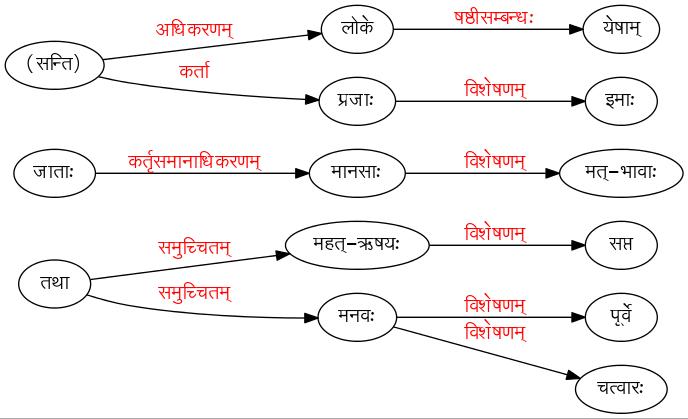 अधिकरणम् लोके षष्ठीसम्बन्धः येषाम्
(सन्ति)
कर्ता
प्रजाः विशेषणम् इमाः
जाताः कर्तृसमानाधिकरणम् मानसाः विशेषणम् मत्-भावाः
समुच्चितम् महत्-ऋषयः विशेषणम् सप्त
तथा
समुच्चितम्
मनवः विशेषणम् पूर्वे
विशेषणम्
चत्वारः